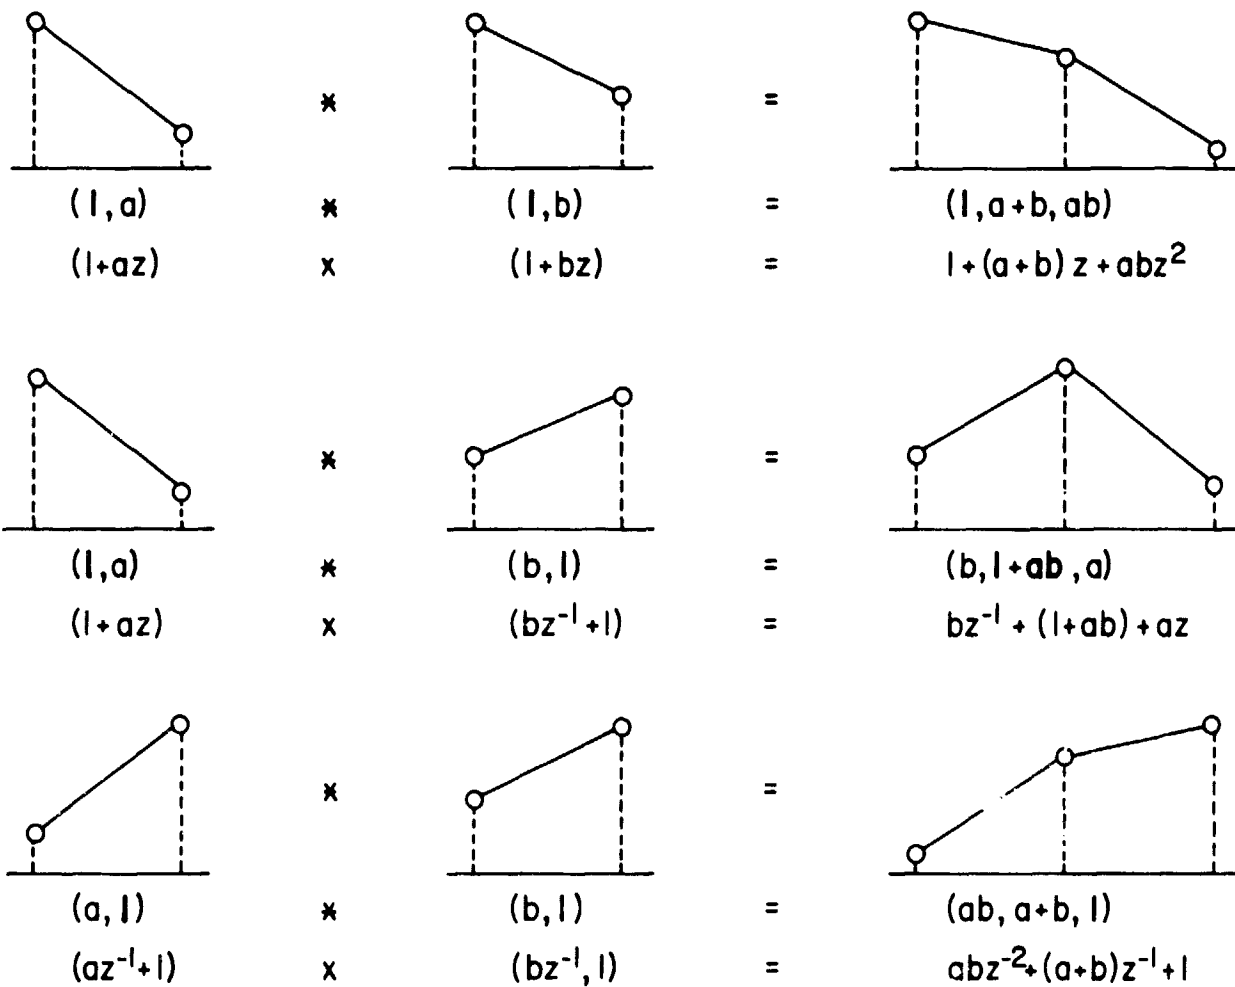 * =
(1,a) * (1,b) = (1,a+b,ab)
(1+az) x (1+bz) = 1+(a+b)z+abz²
* =
(1,a) * (b,1) = (b,1+ab,a)
(1+az) x (bz⁻¹+1) = bz⁻¹+(1+ab)+az
* =
(a,1) * (b,1) = (ab,a+b,1)
(az⁻¹+1) x (bz⁻¹,1) = abz⁻²+(a+b)z⁻¹+1